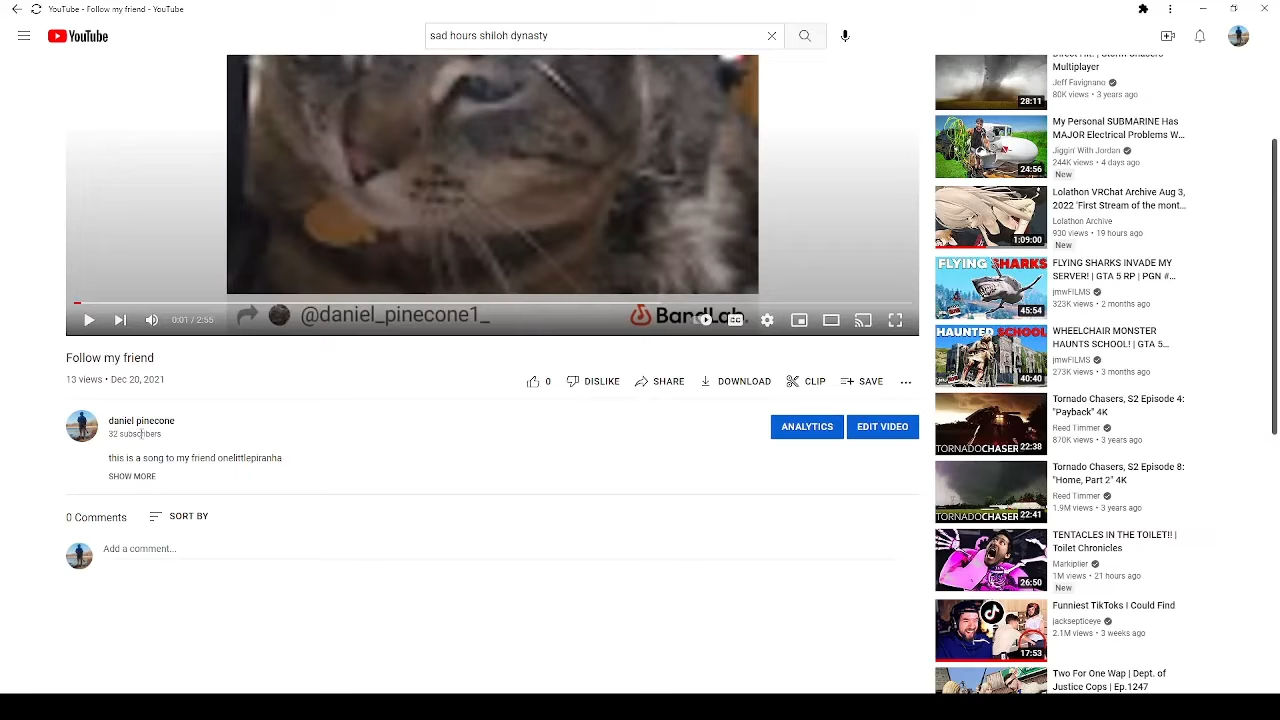 YouTube - Follow my friend - YouTube
YouTube
sad hours shiloh dynasty
@daniel_pinecone1_
BandLab
0:01 / 2:55
Follow my friend
13 views • Dec 20, 2021
0
DISLIKE
SHARE
DOWNLOAD
CLIP
SAVE
daniel pinecone
32 subscribers
ANALYTICS
EDIT VIDEO
this is a song to my friend onelittlepiranha
SHOW MORE
0 Comments
SORT BY
Add a comment...
Multiplayer
Jeff Favignano
80K views • 3 years ago
28:11
My Personal SUBMARINE Has
MAJOR Electrical Problems W...
Jiggin' With Jordan
244K views • 4 days ago
New
24:56
Lolathon VRChat Archive Aug 3,
2022 'First Stream of the mont...
Lolathon Archive
930 views • 19 hours ago
New
1:09:00
FLYING SHARKS
FLYING SHARKS INVADE MY
SERVER! | GTA 5 RP | PGN #...
jmwFILMS
323K views • 2 months ago
45:54
HAUNTED SCHOOL
WHEELCHAIR MONSTER
HAUNTS SCHOOL! | GTA 5...
jmwFILMS
273K views • 3 months ago
40:40
Tornado Chasers, S2 Episode 4:
"Payback" 4K
Reed Timmer
870K views • 3 years ago
TORNADOCHASER
22:38
Tornado Chasers, S2 Episode 8:
"Home, Part 2" 4K
Reed Timmer
1.9M views • 3 years ago
TORNADOCHASER
22:41
TENTACLES IN THE TOILET!! |
Toilet Chronicles
Markiplier
1M views • 21 hours ago
New
26:50
Funniest TikToks I Could Find
jacksepticeye
2.1M views • 3 weeks ago
17:53
Two For One Wap | Dept. of
Justice Cops | Ep.1247